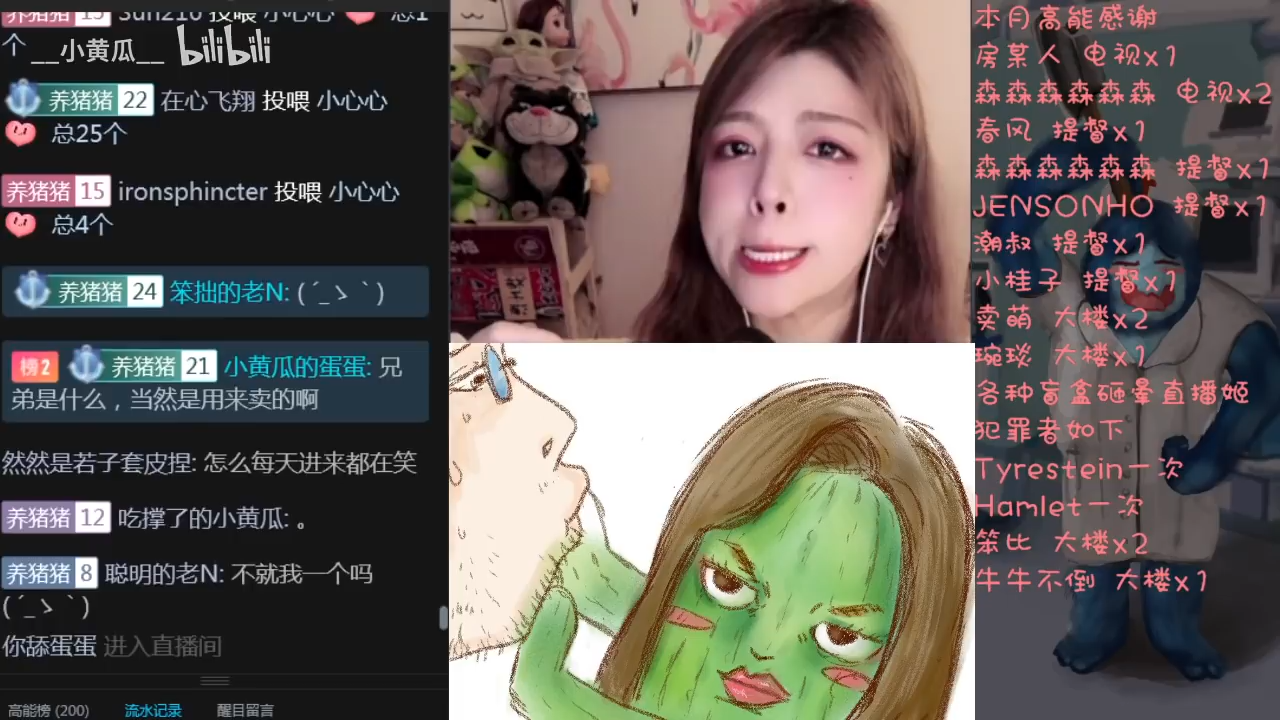 养猪猪 15 sun216 投喂 小心心 总1
个
__小黄瓜__ bilibili
养猪猪 22 在心飞翔 投喂 小心心
总25个
养猪猪 15 ironsphincter 投喂 小心心
总4个
养猪猪 24 笨拙的老N: (´_ゝ`)
榜2 养猪猪 21 小黄瓜的蛋蛋: 兄
弟是什么，当然是用来卖的啊
然然是若子套皮捏: 怎么每天进来都在笑
养猪猪 12 吃撑了的小黄瓜: 。
养猪猪 8 聪明的老N: 不就我一个吗
(´_ゝ`)
你舔蛋蛋 进入直播间
高能榜 (200) 流水记录 醒目留言
本月高能感谢
房某人 电视x1
森森森森森森 电视x2
春风 提督x1
森森森森森森 提督x1
JENSONHO 提督x1
潮叔 提督x1
小桂子 提督x1
卖萌 大楼x2
琬琰 大楼x1
各种盲盒砸晕直播姬
犯罪者如下
Tyrestein一次
Hamlet一次
笨比 大楼x2
牛牛不倒 大楼x1